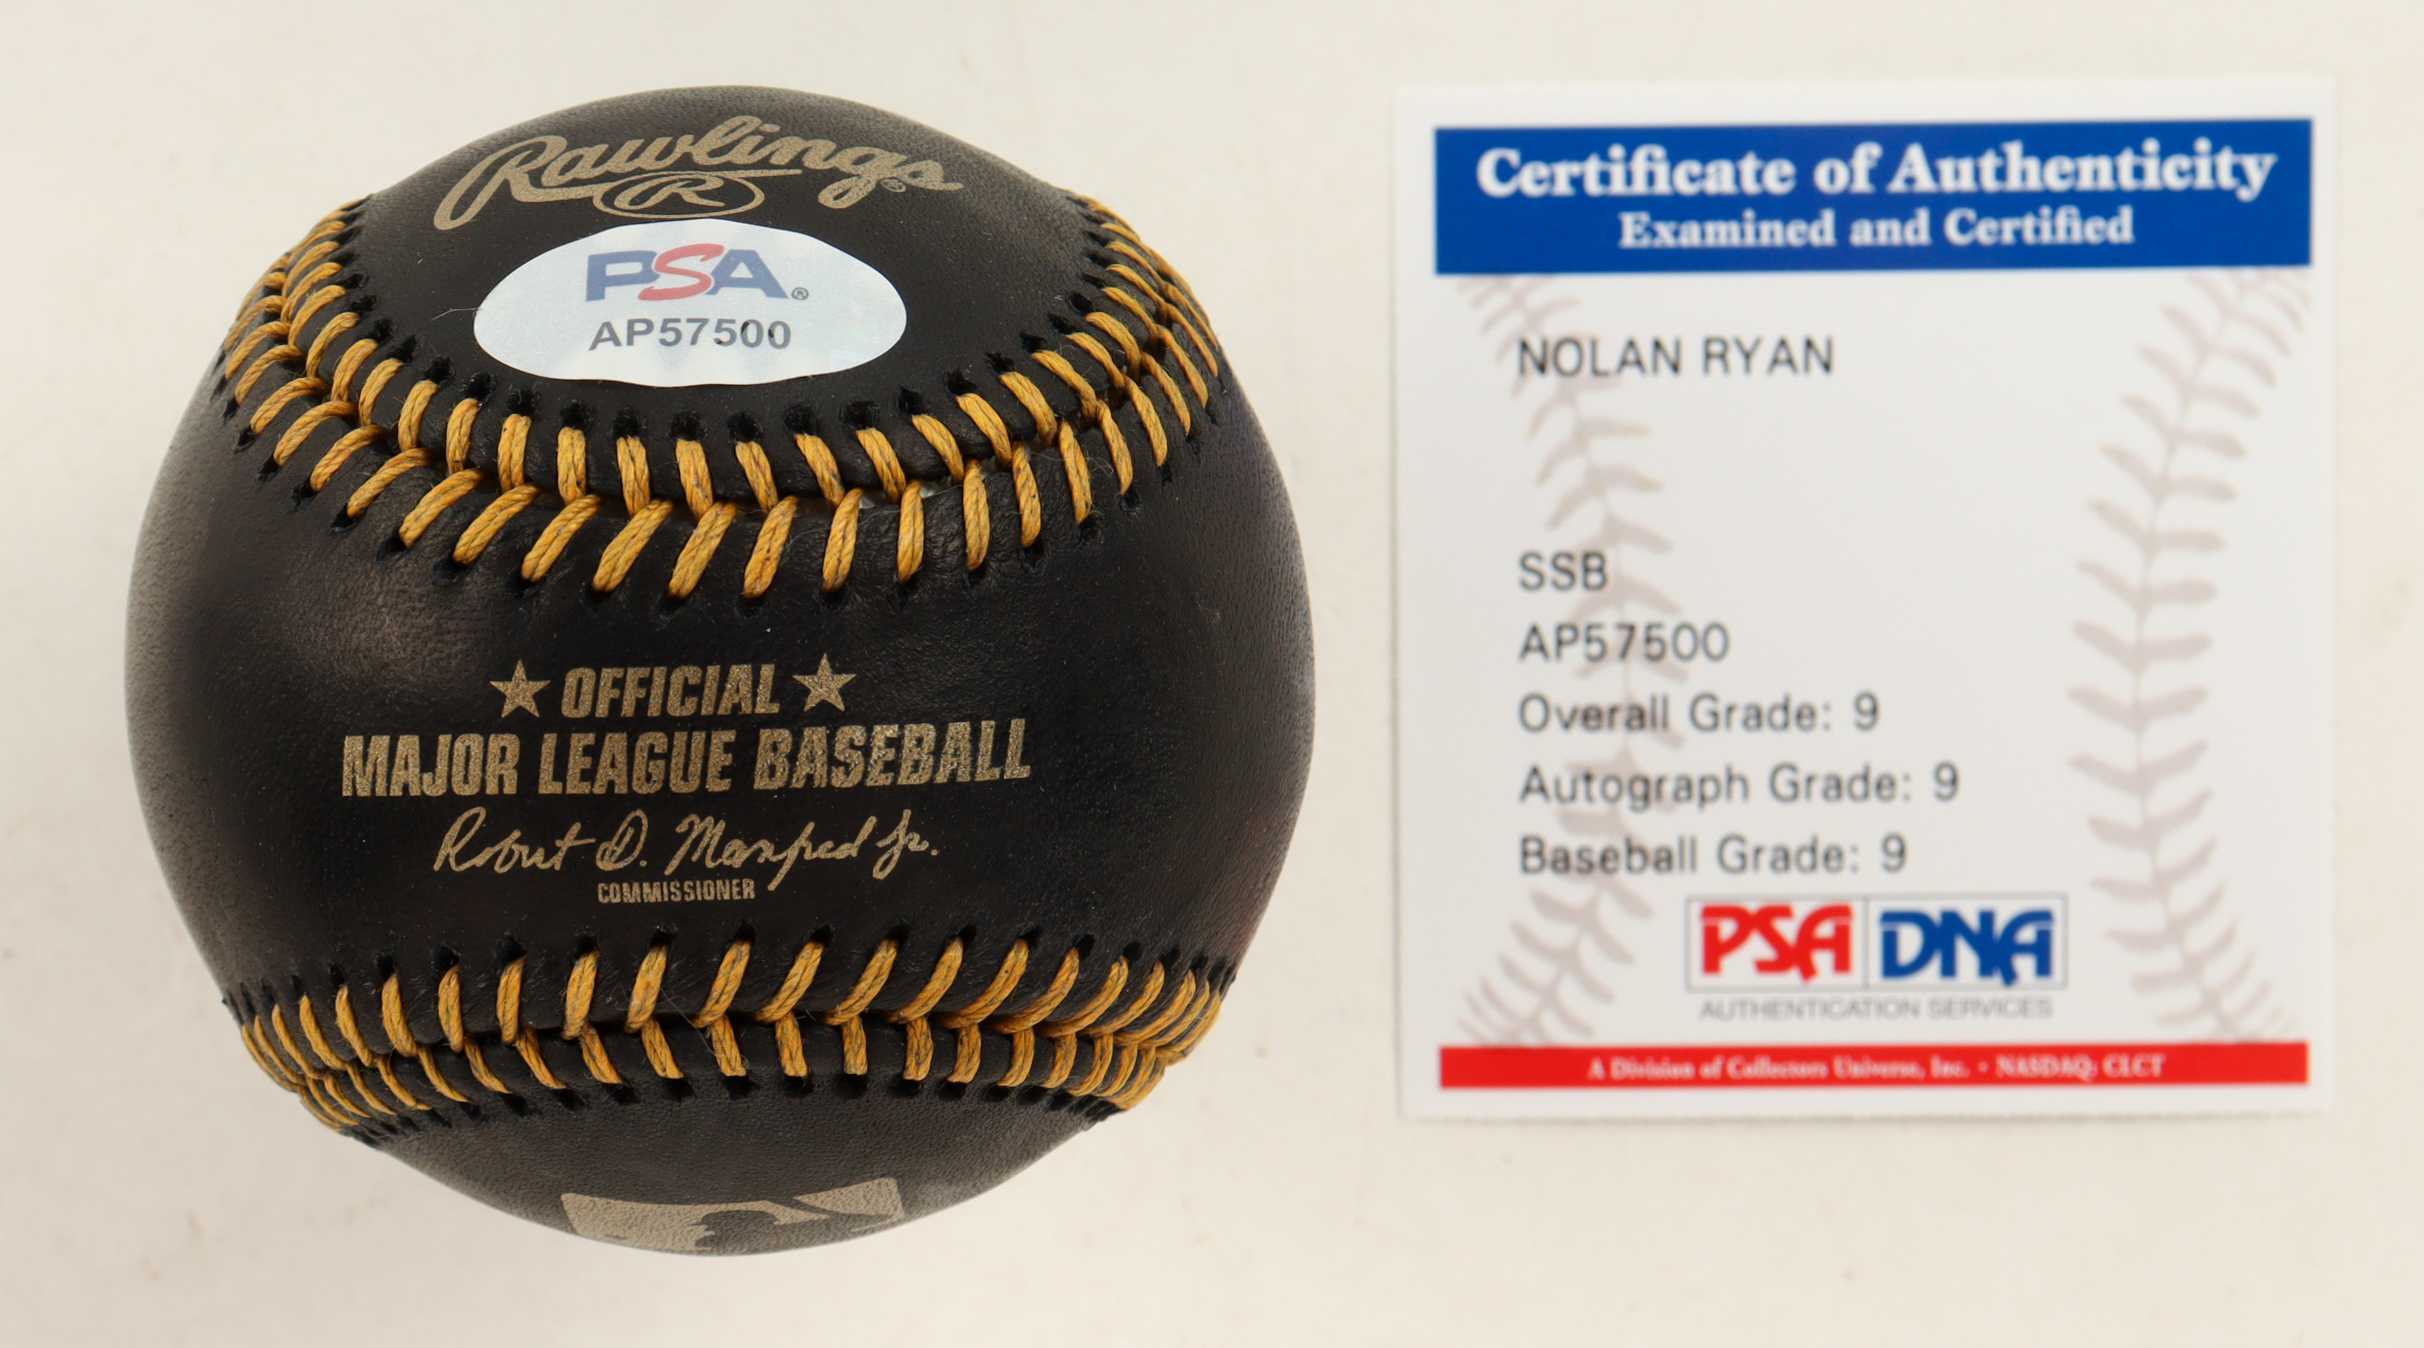 Rawlings®
R
PSA®
AP57500
OFFICIAL
MAJOR LEAGUE BASEBALL
Robert D. Manfred Jr.
COMMISSIONER
Certificate of Authenticity
Examined and Certified
NOLAN RYAN
SSB
AP57500
Overall Grade: 9
Autograph Grade: 9
Baseball Grade: 9
PSA DNA
AUTHENTICATION SERVICES
A Division of Collectors Universe, Inc. • NASDAQ: CLCT